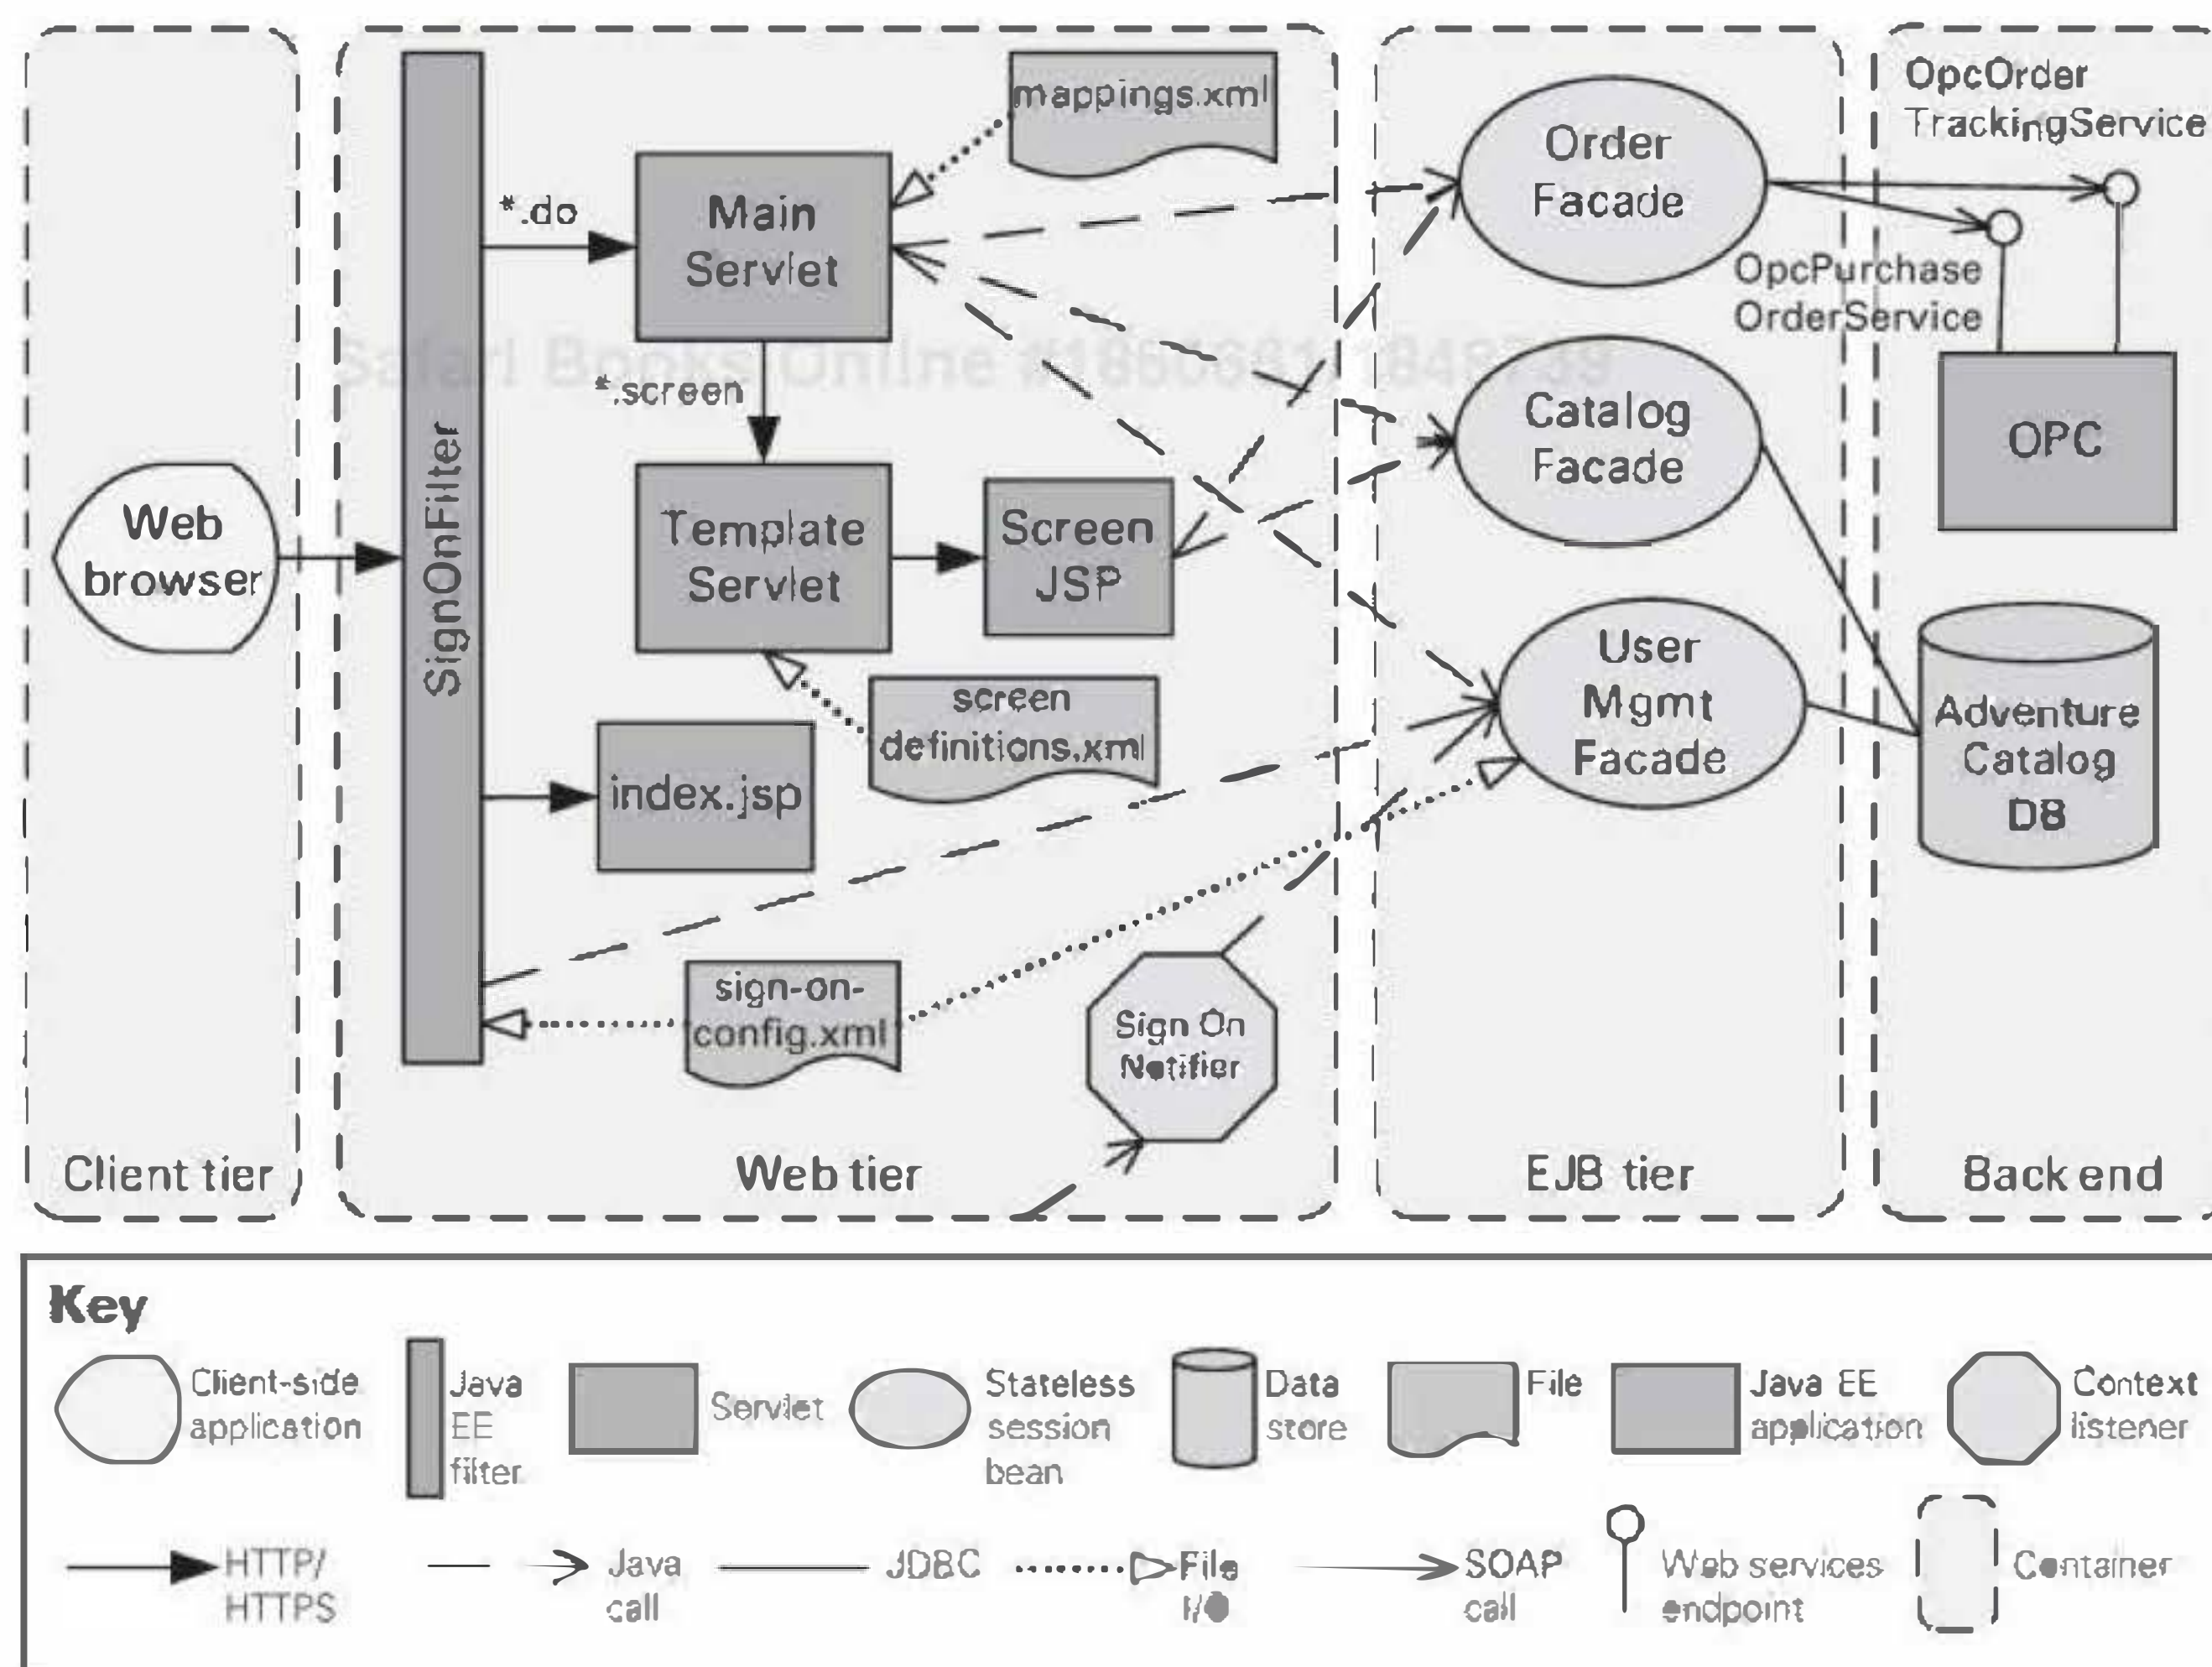 OpcOrder
TrackingService
mappings.xml
Order
Facade
*.do
Main
Servlet
OpcPurchase
OrderService
Safari Books Online
*.screen
Catalog
Facade
OPC
SignOnFilter
Web
browser
Template
Servlet
Screen
JSP
User
Mgmt
Facade
screen
definitions.xml
Adventure
Catalog
DB
index.jsp
sign-on-
config.xml
Sign On
Notifier
Client tier
Web tier
EJB tier
Back end
Key
Client-side
application
Java
EE
filter
Servlet
Stateless
session
bean
Data
store
File
Java EE
application
Context
listener
HTTP/
HTTPS
Java
call
JDBC
File
I/O
SOAP
call
Web services
endpoint
Container